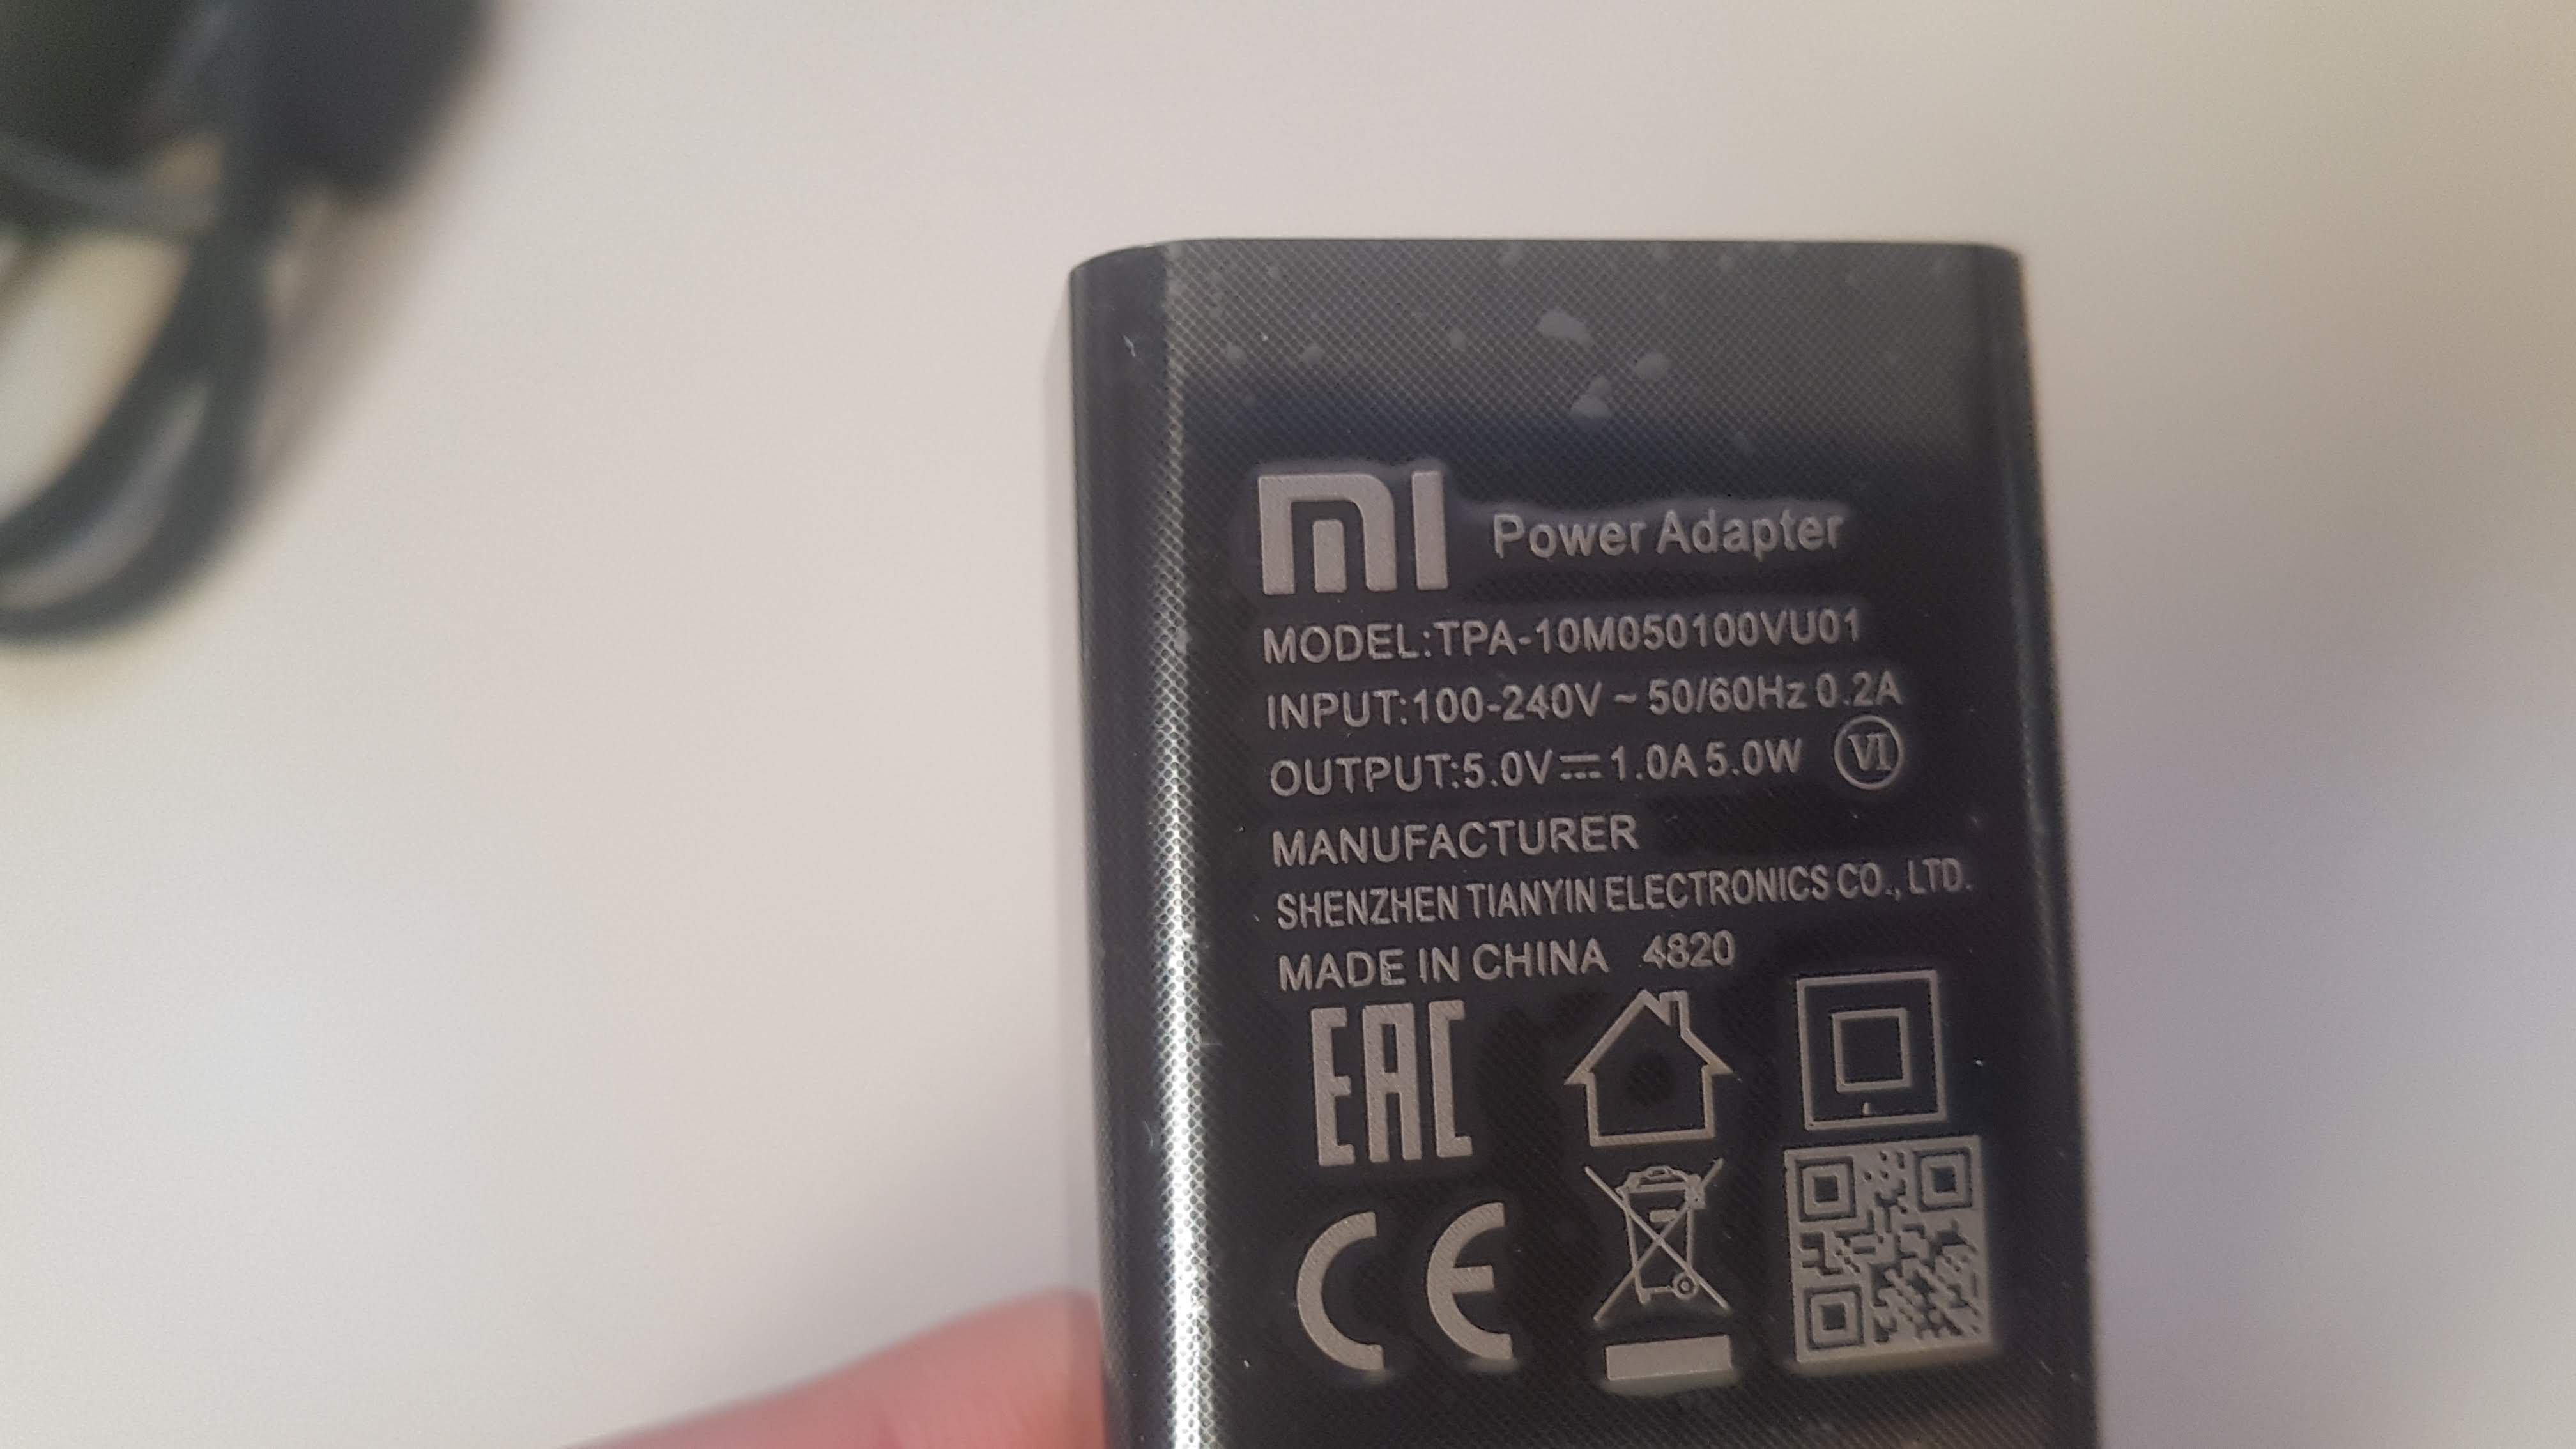 mi Power Adapter
MODEL:TPA-10M050100VU01
INPUT:100-240V ~ 50/60Hz 0.2A
OUTPUT:5.0V⎓1.0A 5.0W VI
MANUFACTURER
SHENZHEN TIANYIN ELECTRONICS CO., LTD.
MADE IN CHINA 4820
EAC
CE